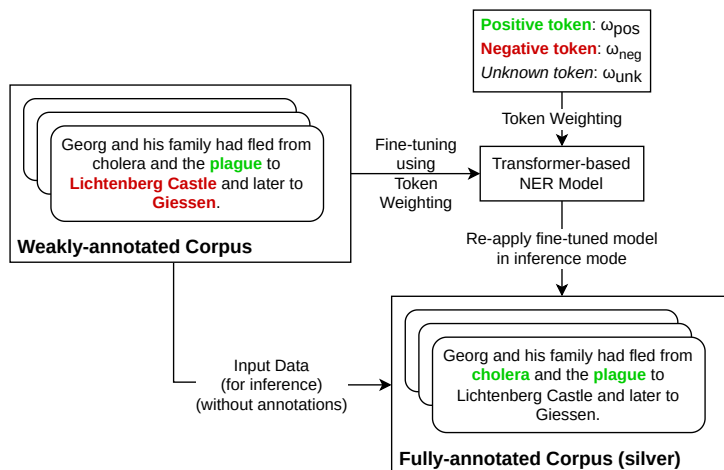 Positive token: ωpos
Negative token: ωneg
Unknown token: ωunk
Token Weighting
Georg and his family had fled from
cholera and the plague to
Lichtenberg Castle and later to
Giessen.
Weakly-annotated Corpus
Fine-tuning
using
Token
Weighting
Transformer-based
NER Model
Re-apply fine-tuned model
in inference mode
Input Data
(for inference)
(without annotations)
Georg and his family had fled from
cholera and the plague to
Lichtenberg Castle and later to
Giessen.
Fully-annotated Corpus (silver)